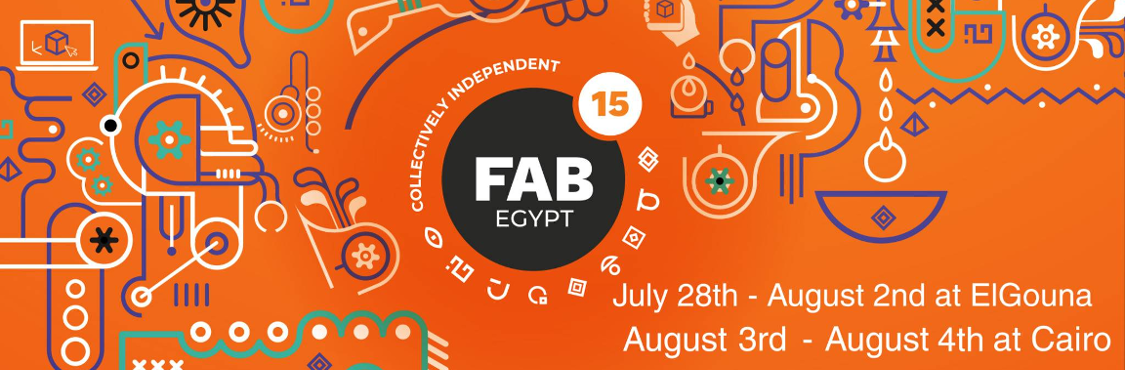 COLLECTIVELY INDEPENDENT
15
FAB
EGYPT
July 28th - August 2nd at ElGouna
August 3rd - August 4th at Cairo